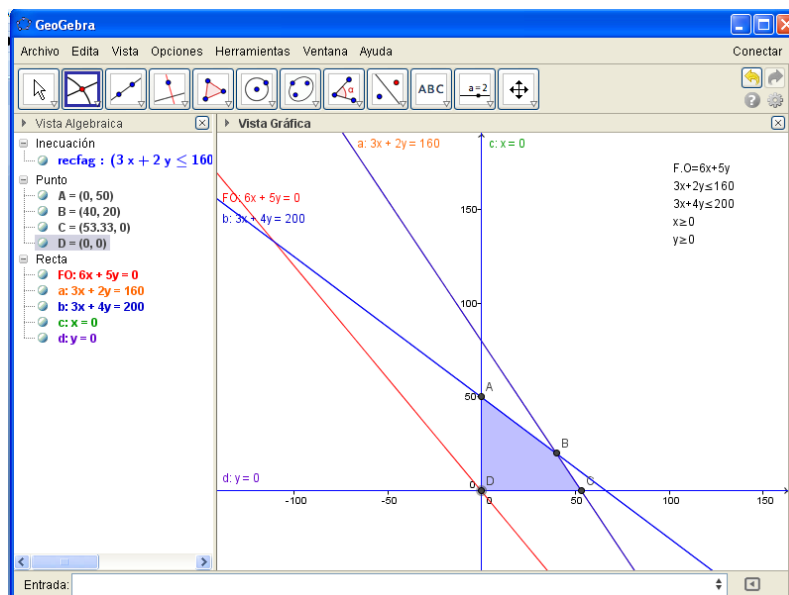 GeoGebra
Archivo Edita Vista Opciones Herramientas Ventana Ayuda Conectar
ABC a=2
Vista Algebraica
Inecuación
recfag : (3 x + 2 y ≤ 160
Punto
A = (0, 50)
B = (40, 20)
C = (53.33, 0)
D = (0, 0)
Recta
FO: 6x + 5y = 0
a: 3x + 2y = 160
b: 3x + 4y = 200
c: x = 0
d: y = 0
Vista Gráfica
a: 3x + 2y = 160
c: x = 0
F.O=6x+5y
3x+2y≤160
3x+4y≤200
x≥0
y≥0
FO: 6x + 5y = 0
b: 3x + 4y = 200
150
100
50
0
A
B
C
D
d: y = 0
-100 -50 0 50 100 150
Entrada: